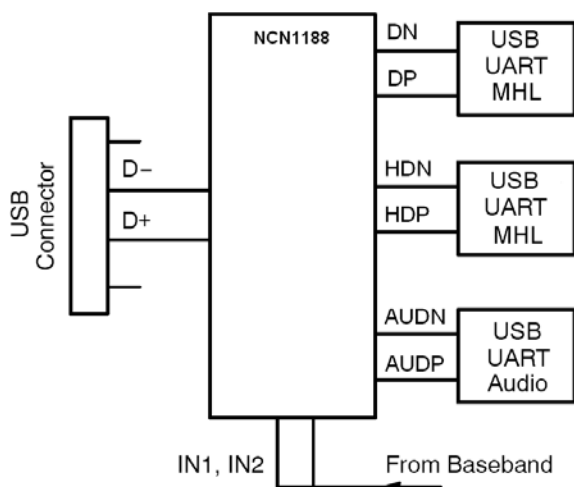 NCN1188
DN
DP
USB
UART
MHL
USB
Connector
D−
D+
HDN
HDP
USB
UART
MHL
AUDN
AUDP
USB
UART
Audio
IN1, IN2
From Baseband